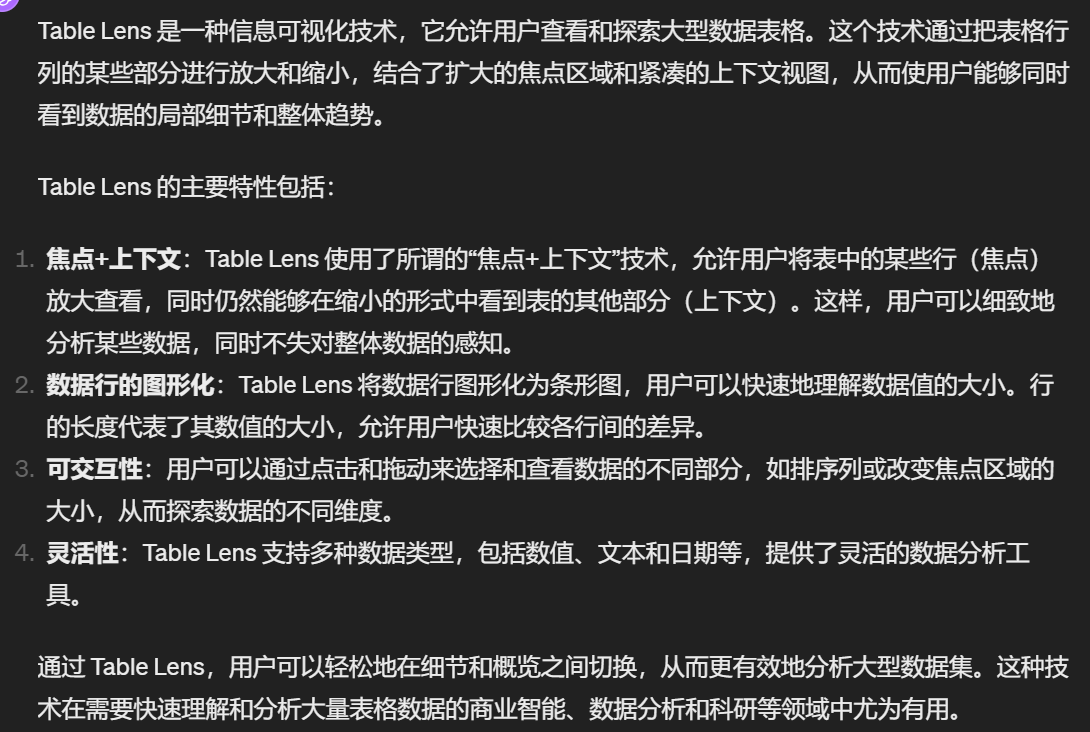 Table Lens 是一种信息可视化技术，它允许用户查看和探索大型数据表格。这个技术通过把表格行
列的某些部分进行放大和缩小，结合了扩大的焦点区域和紧凑的上下文视图，从而使用户能够同时
看到数据的局部细节和整体趋势。
Table Lens 的主要特性包括：
1. 焦点+上下文：Table Lens 使用了所谓的“焦点+上下文”技术，允许用户将表中的某些行（焦点）
放大查看，同时仍然能够在缩小的形式中看到表的其他部分（上下文）。这样，用户可以细致地
分析某些数据，同时不失对整体数据的感知。
2. 数据行的图形化：Table Lens 将数据行图形化为条形图，用户可以快速地理解数据值的大小。行
的长度代表了其数值的大小，允许用户快速比较各行间的差异。
3. 可交互性：用户可以通过点击和拖动来选择和查看数据的不同部分，如排序列或改变焦点区域的
大小，从而探索数据的不同维度。
4. 灵活性：Table Lens 支持多种数据类型，包括数值、文本和日期等，提供了灵活的数据分析工
具。
通过 Table Lens，用户可以轻松地在细节和概览之间切换，从而更有效地分析大型数据集。这种技
术在需要快速理解和分析大量表格数据的商业智能、数据分析和科研等领域中尤为有用。